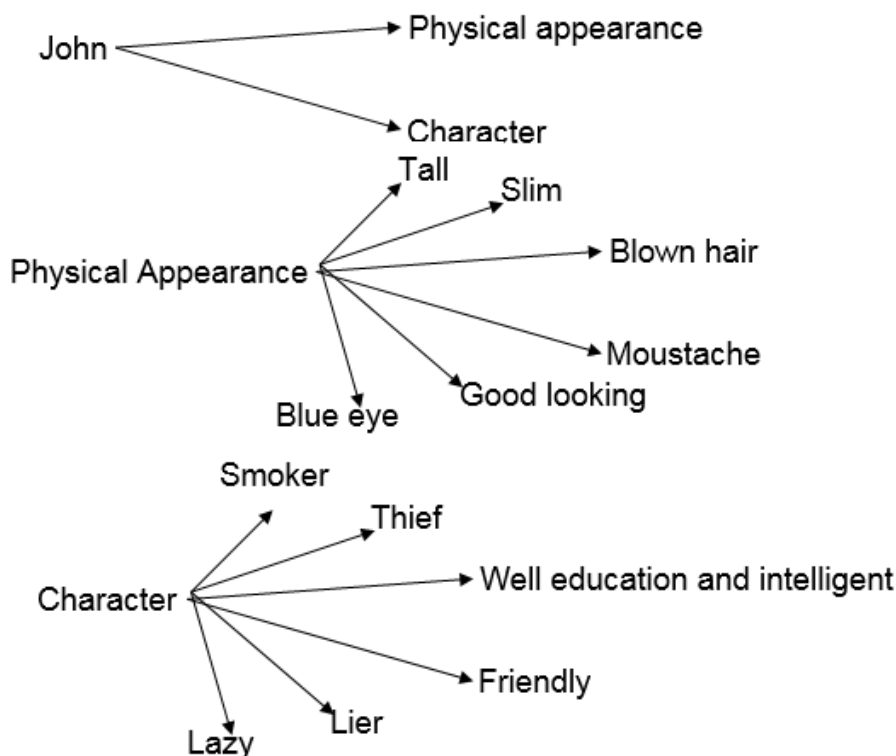 Physical appearance
John
Character
Tall
Slim
Blown hair
Physical Appearance
Moustache
Good looking
Blue eye
Smoker
Thief
Well education and intelligent
Character
Friendly
Lier
Lazy